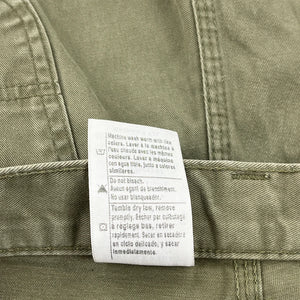 Machine wash warm with like
colors. Laver à la machine à
l'eau chaude avec les mêmes
couleurs. Lavar a máquina
con agua tibia, junto a colores
similares.
Do not bleach.
Aucun agent de blanchiment.
No usar blanqueador.
Tumble dry low, remove
promptly. Sécher par culbutage
à réglage bas, retirer
rapidement. Secar en secadora
en ciclo delicado, y sacar
inmediatamente.